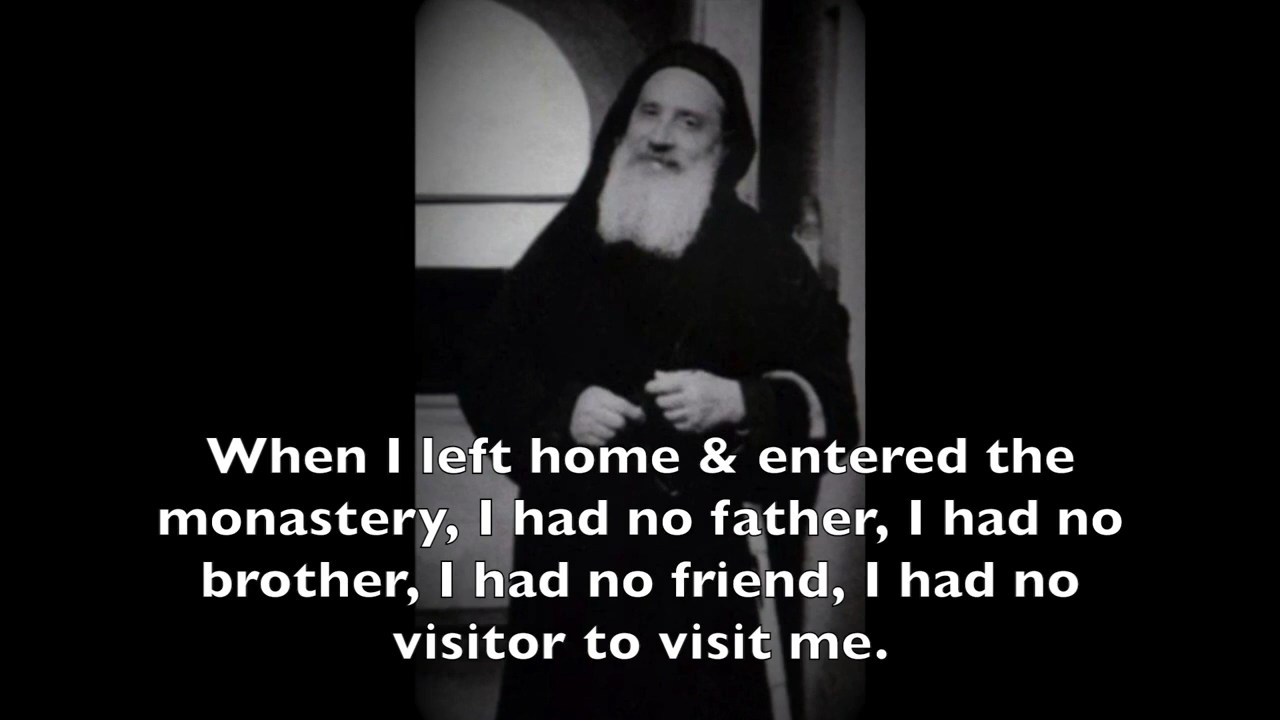 When I left home & entered the
monastery, I had no father, I had no
brother, I had no friend, I had no
visitor to visit me.